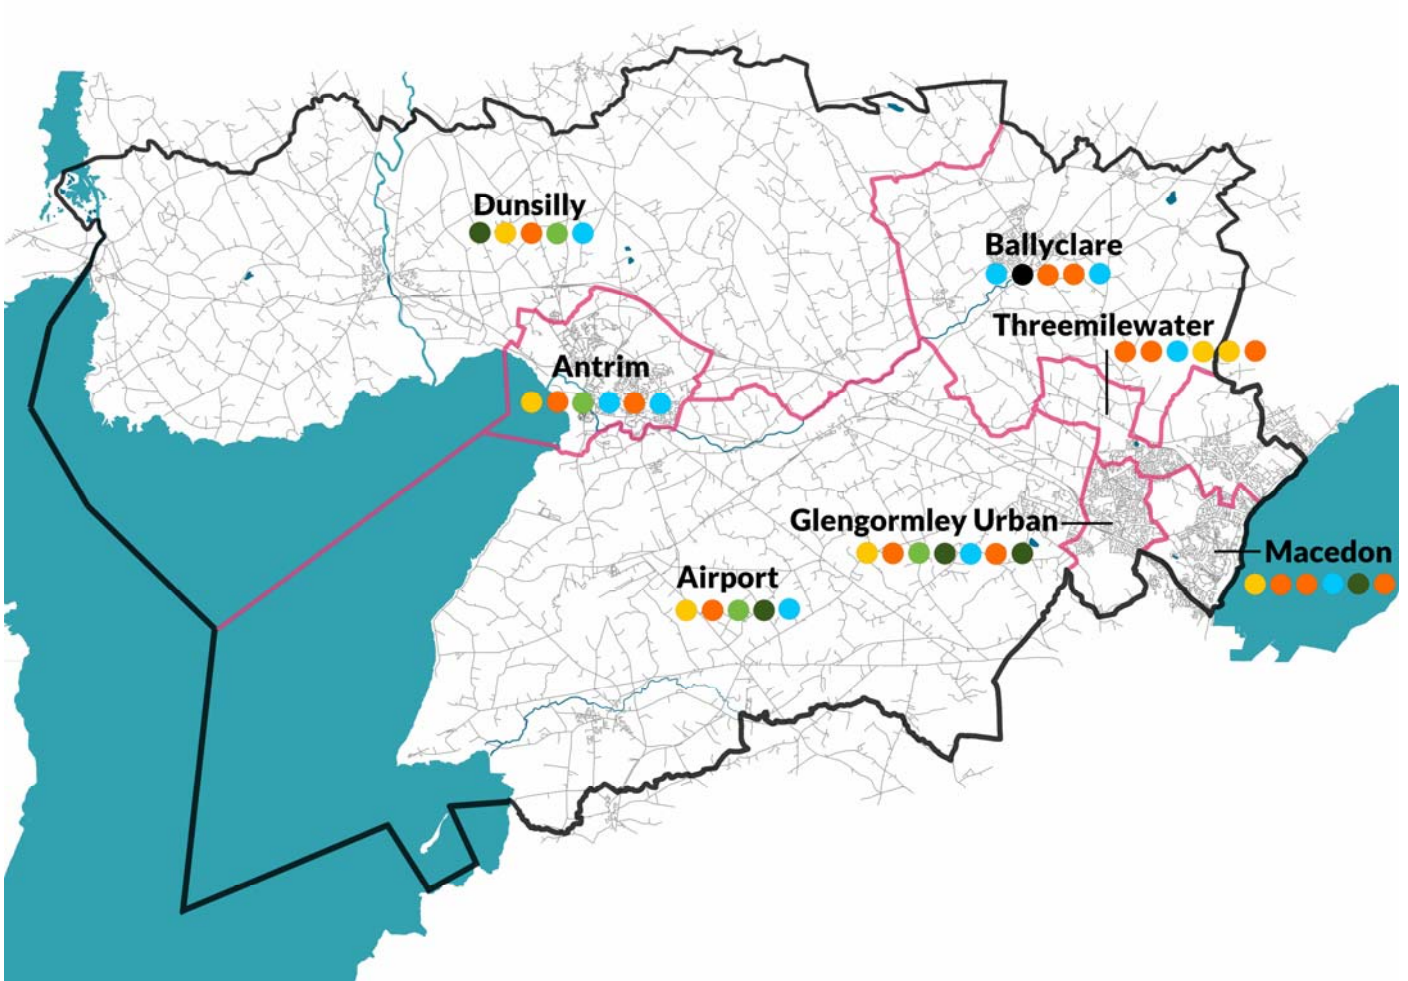 Dunsilly
Ballyclare
Threemilewater
Antrim
Glengormley Urban
Macedon
Airport